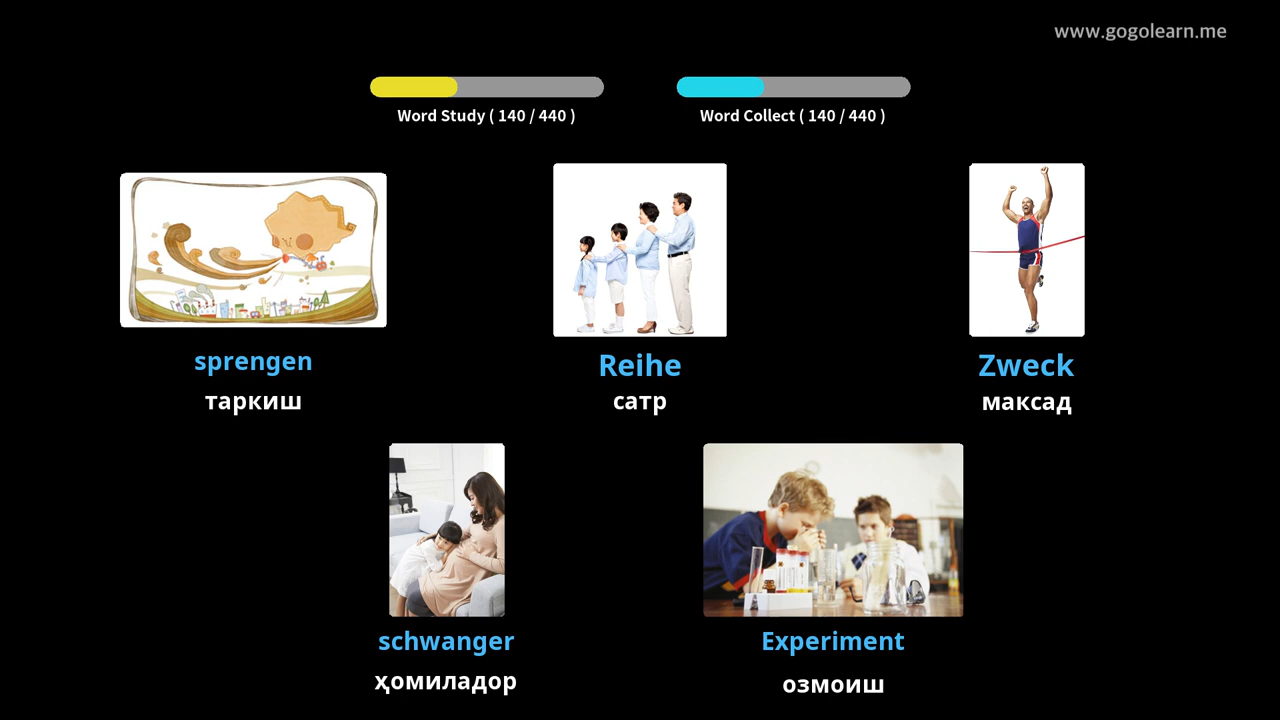 www.gogolearn.me
Word Study ( 140 / 440 )
Word Collect ( 140 / 440 )
sprengen
таркиш
Reihe
сатр
Zweck
максад
schwanger
ҳомиладор
Experiment
озмоиш